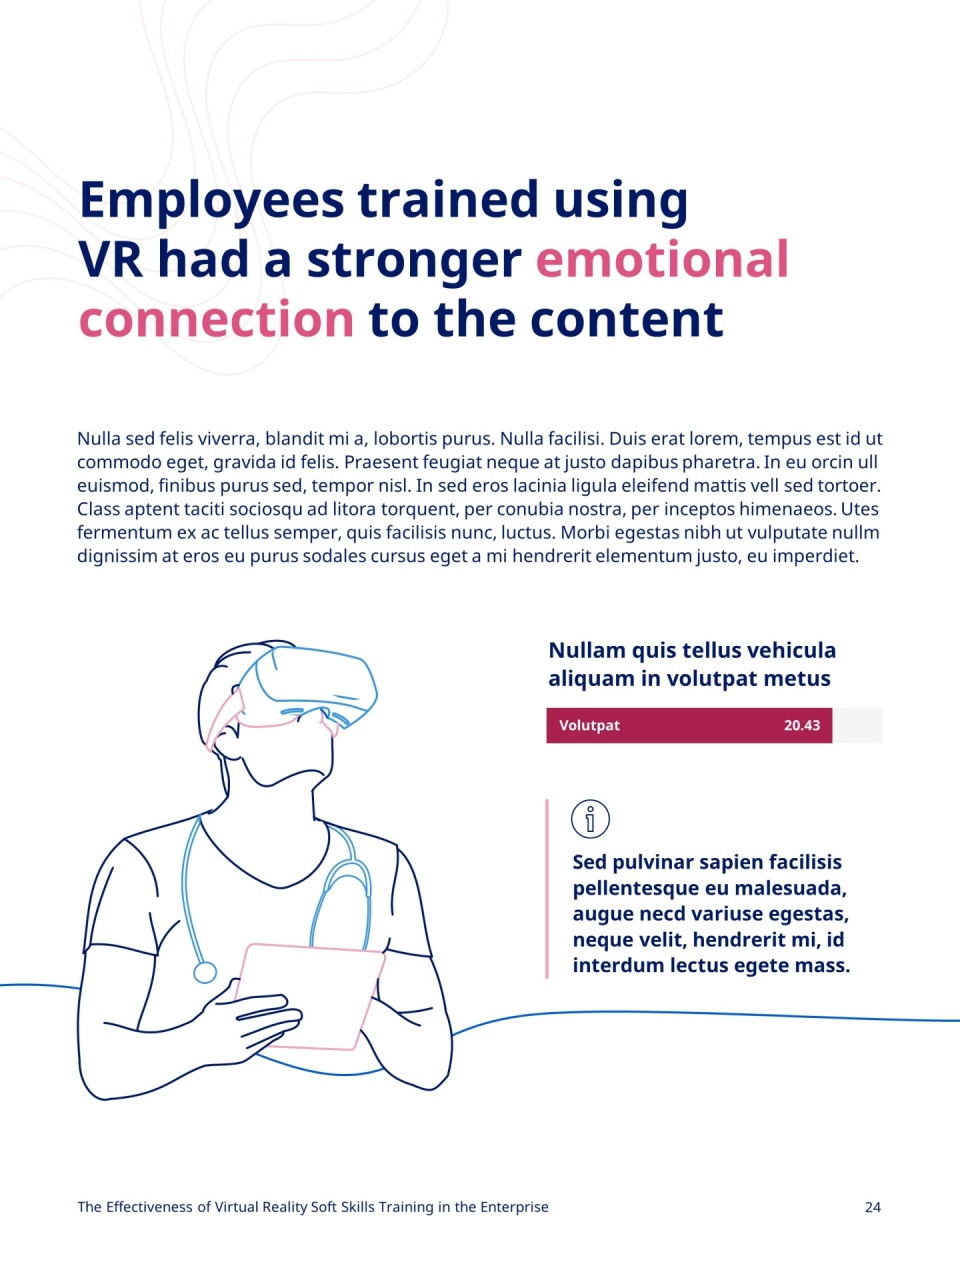 Employees trained using
VR had a stronger emotional
connection to the content
Nulla sed felis viverra, blandit mi a, lobortis purus. Nulla facilisi. Duis erat lorem, tempus est id ut
commodo eget, gravida id felis. Praesent feugiat neque at justo dapibus pharetra. In eu orcin ull
euismod, finibus purus sed, tempor nisl. In sed eros lacinia ligula eleifend mattis vell sed tortoer.
Class aptent taciti sociosqu ad litora torquent, per conubia nostra, per inceptos himenaeos. Utes
fermentum ex ac tellus semper, quis facilisis nunc, luctus. Morbi egestas nibh ut vulputate nullm
dignissim at eros eu purus sodales cursus eget a mi hendrerit elementum justo, eu imperdiet.
Nullam quis tellus vehicula
aliquam in volutpat metus
Volutpat 20.43
Sed pulvinar sapien facilisis
pellentesque eu malesuada,
augue necd variuse egestas,
neque velit, hendrerit mi, id
interdum lectus egete mass.
The Effectiveness of Virtual Reality Soft Skills Training in the Enterprise 24